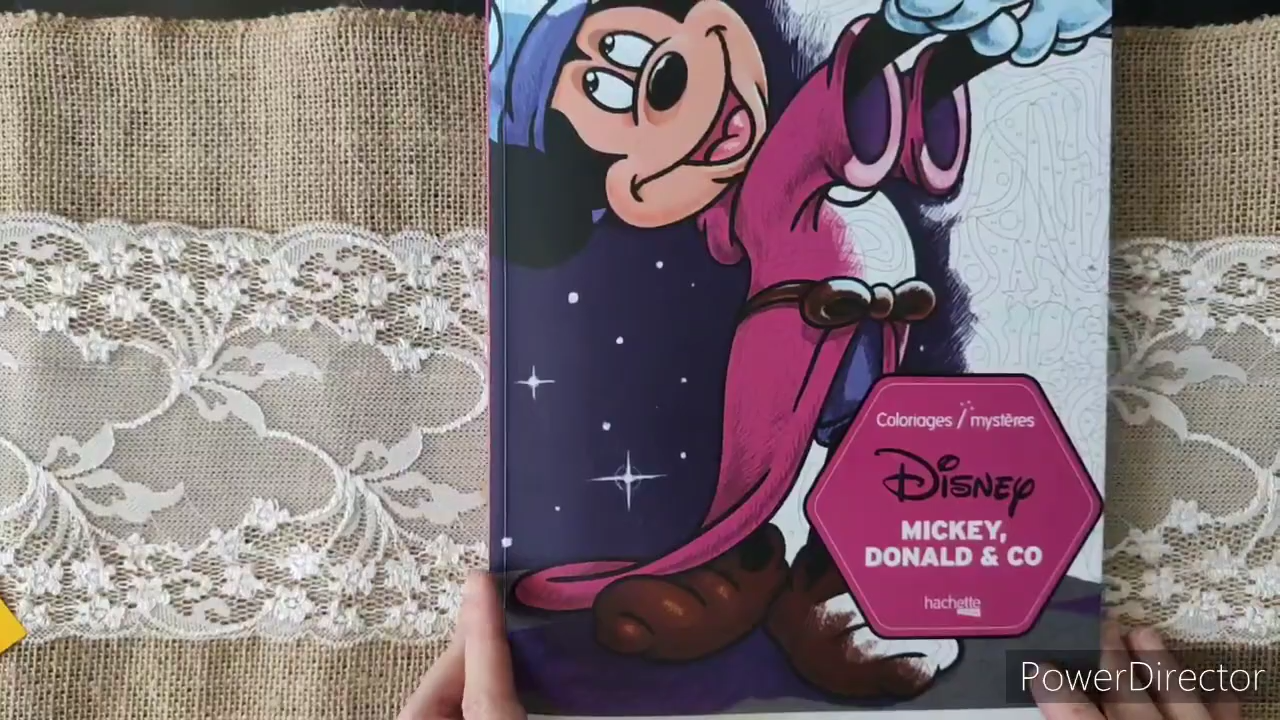 Coloriages / mystères
Disney
MICKEY,
DONALD & CO
hachette
PowerDirector